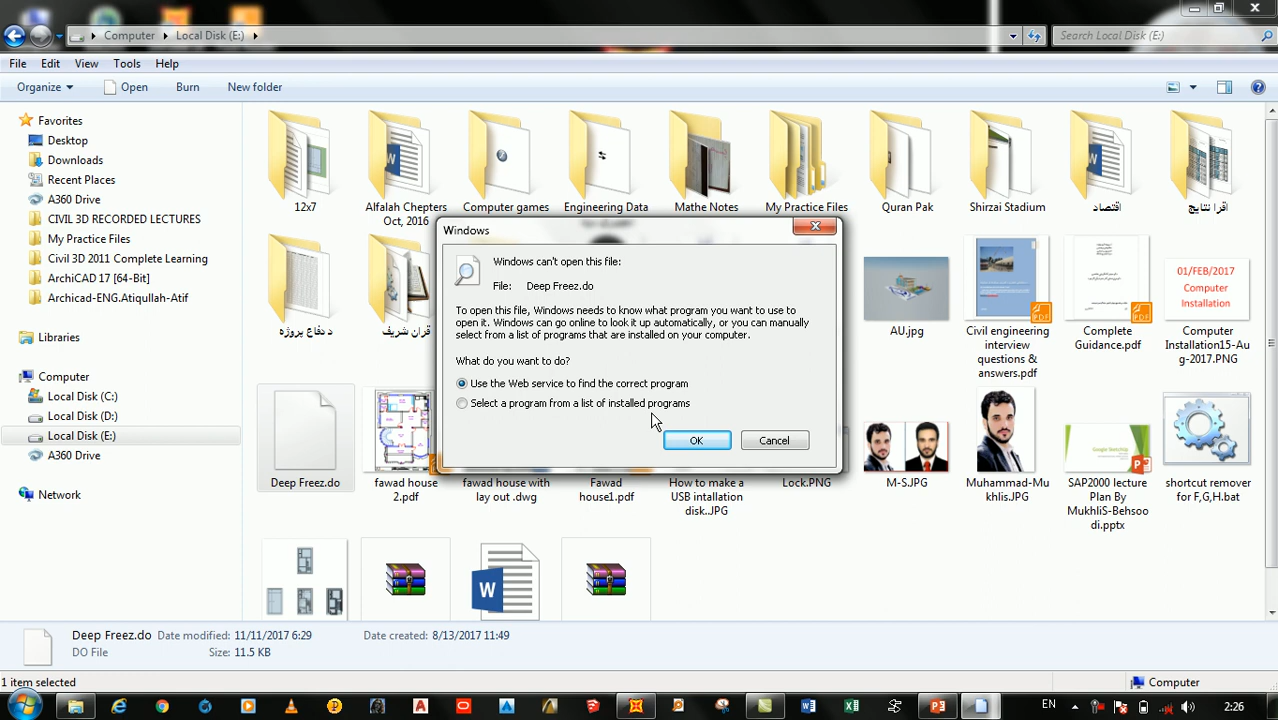 Computer
Local Disk (E:)
Search Local Disk (E:)
File
Edit
View
Tools
Help
Organize
Open
Burn
New folder
Favorites
Desktop
Downloads
Recent Places
A360 Drive
CIVIL 3D RECORDED LECTURES
My Practice Files
Civil 3D 2011 Complete Learning
ArchiCAD 17 [64-Bit]
Archicad-ENG.Atiqullah-Atif
Libraries
Computer
Local Disk (C:)
Local Disk (D:)
Local Disk (E:)
A360 Drive
Network
12x7
Alfalah Chepters
Oct, 2016
Computer games
Engineering Data
Mathe Notes
My Practice Files
Quran Pak
Shirzai Stadium
اقتصاد
افرا نتایج
د دفاع پروژه
قرآن شریف
Windows
Windows can't open this file:
File: Deep Freez.do
To open this file, Windows needs to know what program you want to use to
open it. Windows can go online to look it up automatically, or you can manually
select from a list of programs that are installed on your computer.
What do you want to do?
Use the Web service to find the correct program
Select a program from a list of installed programs
OK
Cancel
AU.jpg
Civil engineering
interview
questions &
answers.pdf
Complete
Guidance.pdf
01/FEB/2017
Computer
Installation
Computer
Installation15-Au
g-2017.PNG
Deep Freez.do
fawad house
2.pdf
fawad house with
lay out .dwg
Fawad
house1.pdf
How to make a
USB intallation
disk..JPG
Lock.PNG
M-S.JPG
Muhammad-Mu
khlis.JPG
SAP2000 lecture
Plan By
MukhliS-Behsoo
di.pptx
shortcut remover
for F,G,H.bat
Deep Freez.do
Date modified: 11/11/2017 6:29
Date created: 8/13/2017 11:49
DO File
Size: 11.5 KB
1 item selected
Computer
EN
2:26